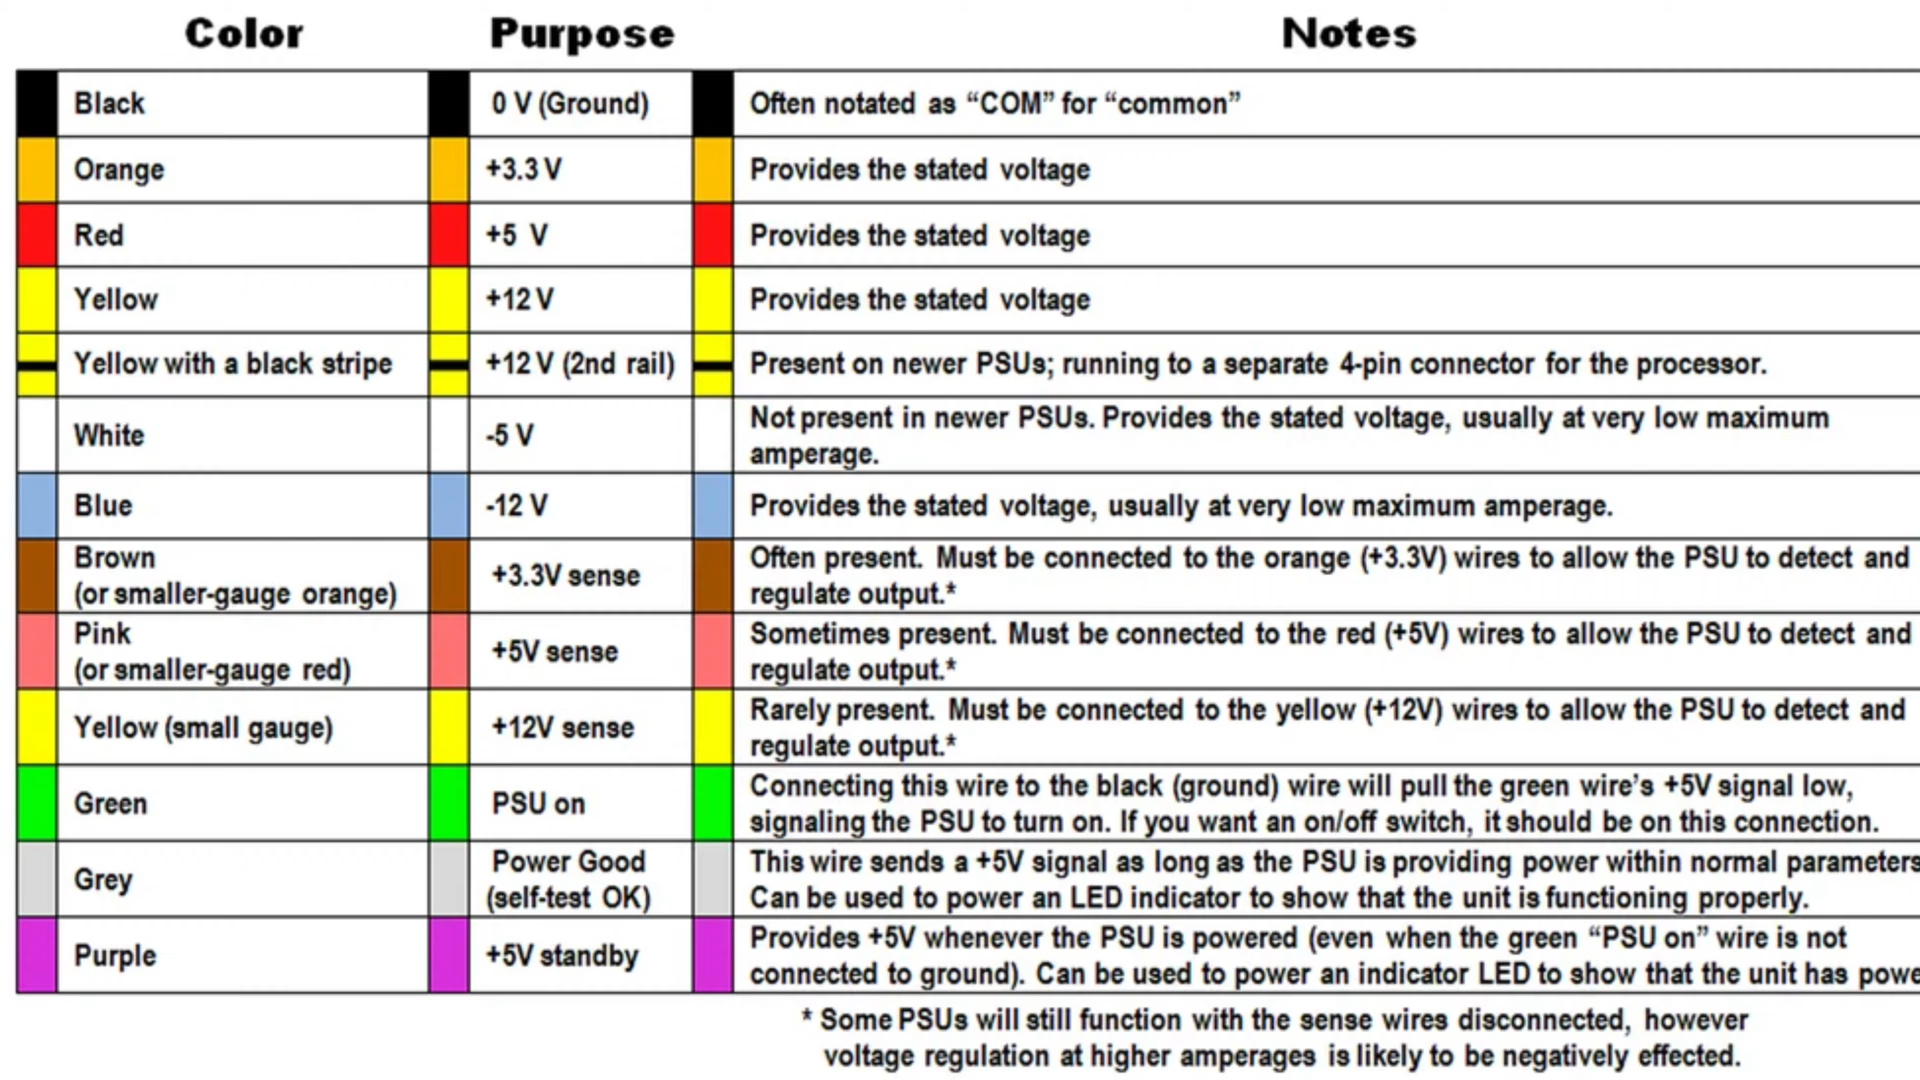 Color Purpose Notes
Black 0 V (Ground) Often notated as “COM” for “common”
Orange +3.3 V Provides the stated voltage
Red +5 V Provides the stated voltage
Yellow +12 V Provides the stated voltage
Yellow with a black stripe +12 V (2nd rail) Present on newer PSUs; running to a separate 4-pin connector for the processor.
White -5 V Not present in newer PSUs. Provides the stated voltage, usually at very low maximum
amperage.
Blue -12 V Provides the stated voltage, usually at very low maximum amperage.
Brown
(or smaller-gauge orange) +3.3V sense Often present. Must be connected to the orange (+3.3V) wires to allow the PSU to detect and
regulate output.*
Pink
(or smaller-gauge red) +5V sense Sometimes present. Must be connected to the red (+5V) wires to allow the PSU to detect and
regulate output.*
Yellow (small gauge) +12V sense Rarely present. Must be connected to the yellow (+12V) wires to allow the PSU to detect and
regulate output.*
Green PSU on Connecting this wire to the black (ground) wire will pull the green wire’s +5V signal low,
signaling the PSU to turn on. If you want an on/off switch, it should be on this connection.
Grey Power Good
(self-test OK) This wire sends a +5V signal as long as the PSU is providing power within normal parameters
Can be used to power an LED indicator to show that the unit is functioning properly.
Purple +5V standby Provides +5V whenever the PSU is powered (even when the green “PSU on” wire is not
connected to ground). Can be used to power an indicator LED to show that the unit has powe
* Some PSUs will still function with the sense wires disconnected, however
voltage regulation at higher amperages is likely to be negatively effected.